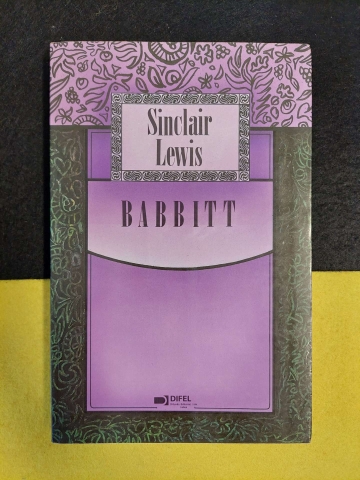 Sinclair
Lewis
BABBITT
DIFEL